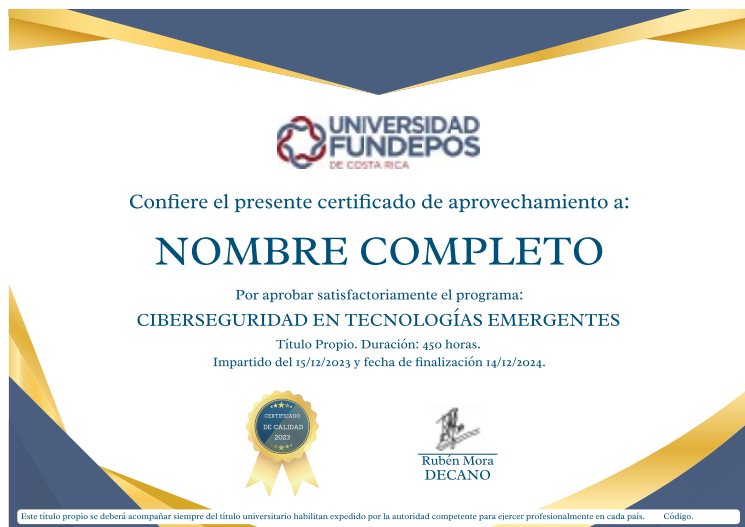 UNIVERSIDAD
FUNDEPOS
DE COSTA RICA
Confiere el presente certificado de aprovechamiento a:
NOMBRE COMPLETO
Por aprobar satisfactoriamente el programa:
CIBERSEGURIDAD EN TECNOLOGÍAS EMERGENTES
Título Propio. Duración: 450 horas.
Impartido del 15/12/2023 y fecha de finalización 14/12/2024.
CERTIFICADO
DE CALIDAD
2023
Rubén Mora
DECANO
Este título propio se deberá acompañar siempre del título universitario habilitan expedido por la autoridad competente para ejercer profesionalmente en cada país. Código.